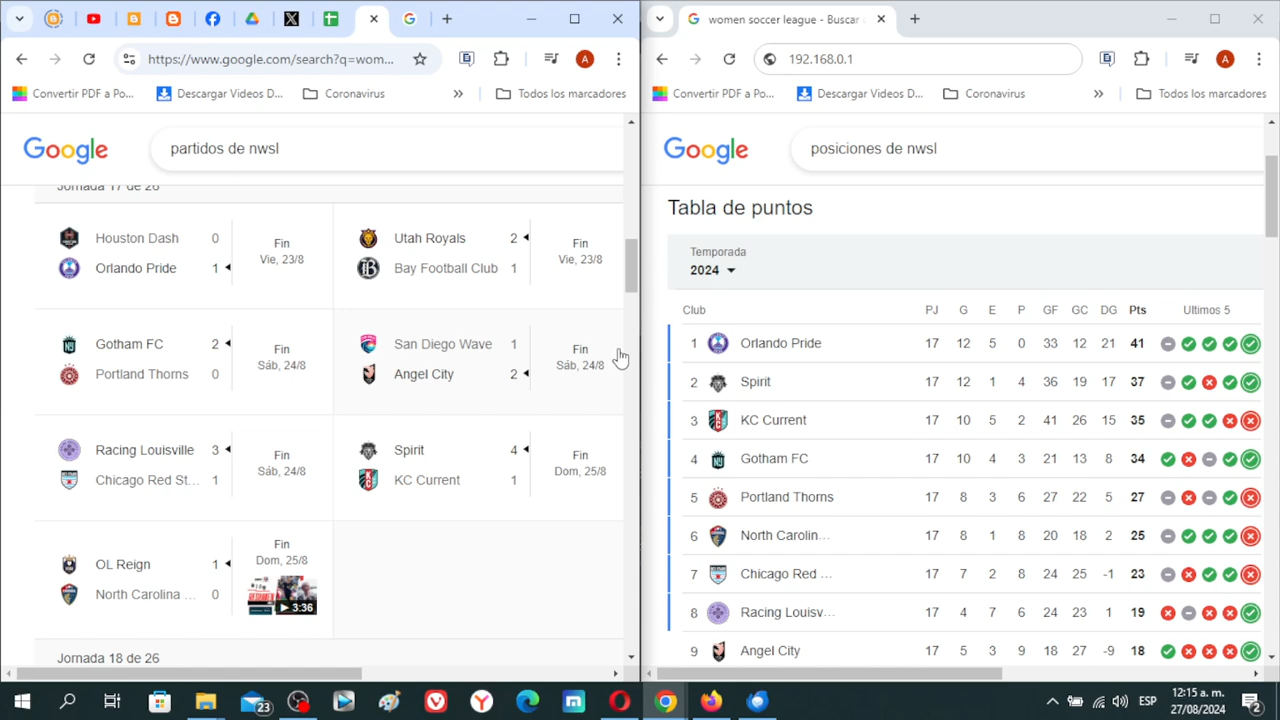 https://www.google.com/search?q=wom...
Convertir PDF a Po...
Descargar Videos D...
Coronavirus
»
Todos los marcadores
Google
partidos de nwsl
Jornada 17 de 26
Houston Dash 0
Orlando Pride 1
Fin
Vie, 23/8
Utah Royals 2
Bay Football Club 1
Fin
Vie, 23/8
Gotham FC 2
Portland Thorns 0
Fin
Sáb, 24/8
San Diego Wave 1
Angel City 2
Fin
Sáb, 24/8
Racing Louisville 3
Chicago Red St... 1
Fin
Sáb, 24/8
Spirit 4
KC Current 1
Fin
Dom, 25/8
OL Reign 1
North Carolina ... 0
Fin
Dom, 25/8
3:36
Jornada 18 de 26
women soccer league - Buscar
192.168.0.1
Convertir PDF a Po...
Descargar Videos D...
Coronavirus
»
Todos los marcadores
Google
posiciones de nwsl
Tabla de puntos
Temporada
2024
Club PJ G E P GF GC DG Pts Ultimos 5
1 Orlando Pride 17 12 5 0 33 12 21 41
2 Spirit 17 12 1 4 36 19 17 37
3 KC Current 17 10 5 2 41 26 15 35
4 Gotham FC 17 10 4 3 21 13 8 34
5 Portland Thorns 17 8 3 6 27 22 5 27
6 North Carolin... 17 8 1 8 20 18 2 25
7 Chicago Red ... 17 7 2 8 24 25 -1 23
8 Racing Louisv... 17 4 7 6 24 23 1 19
9 Angel City 17 5 3 9 18 27 -9 18
23
ESP
12:15 a. m.
27/08/2024
2